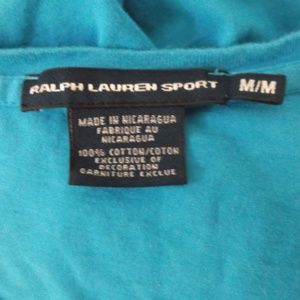 RALPH LAUREN SPORT M/M
MADE IN NICARAGUA
FABRIQUE AU
NICARAGUA
100% COTTON/COTON
EXCLUSIVE OF
DECORATION
GARNITURE EXCLUE